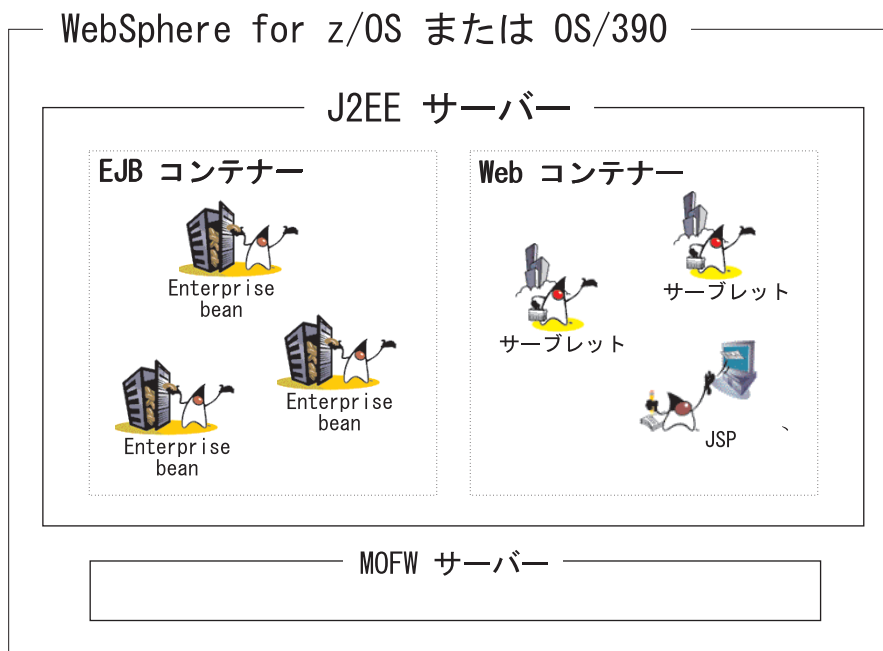 WebSphere for z/OS または OS/390
J2EE サーバー
EJB コンテナー
Enterprise
bean
Enterprise
bean
Enterprise
bean
Web コンテナー
サーブレット
サーブレット
JSP 、
MOFW サーバー